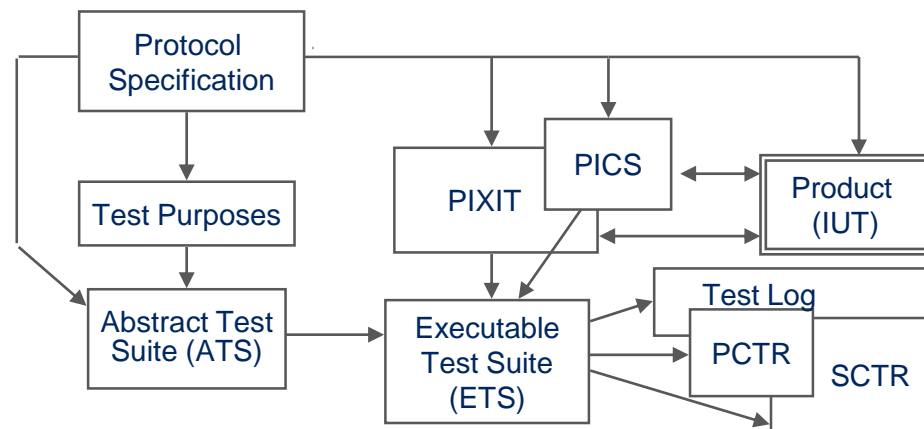 Protocol
Specification
PICS
PIXIT
Product
(IUT)
Test Purposes
Abstract Test
Suite (ATS)
Executable
Test Suite
(ETS)
Test Log
PCTR
SCTR